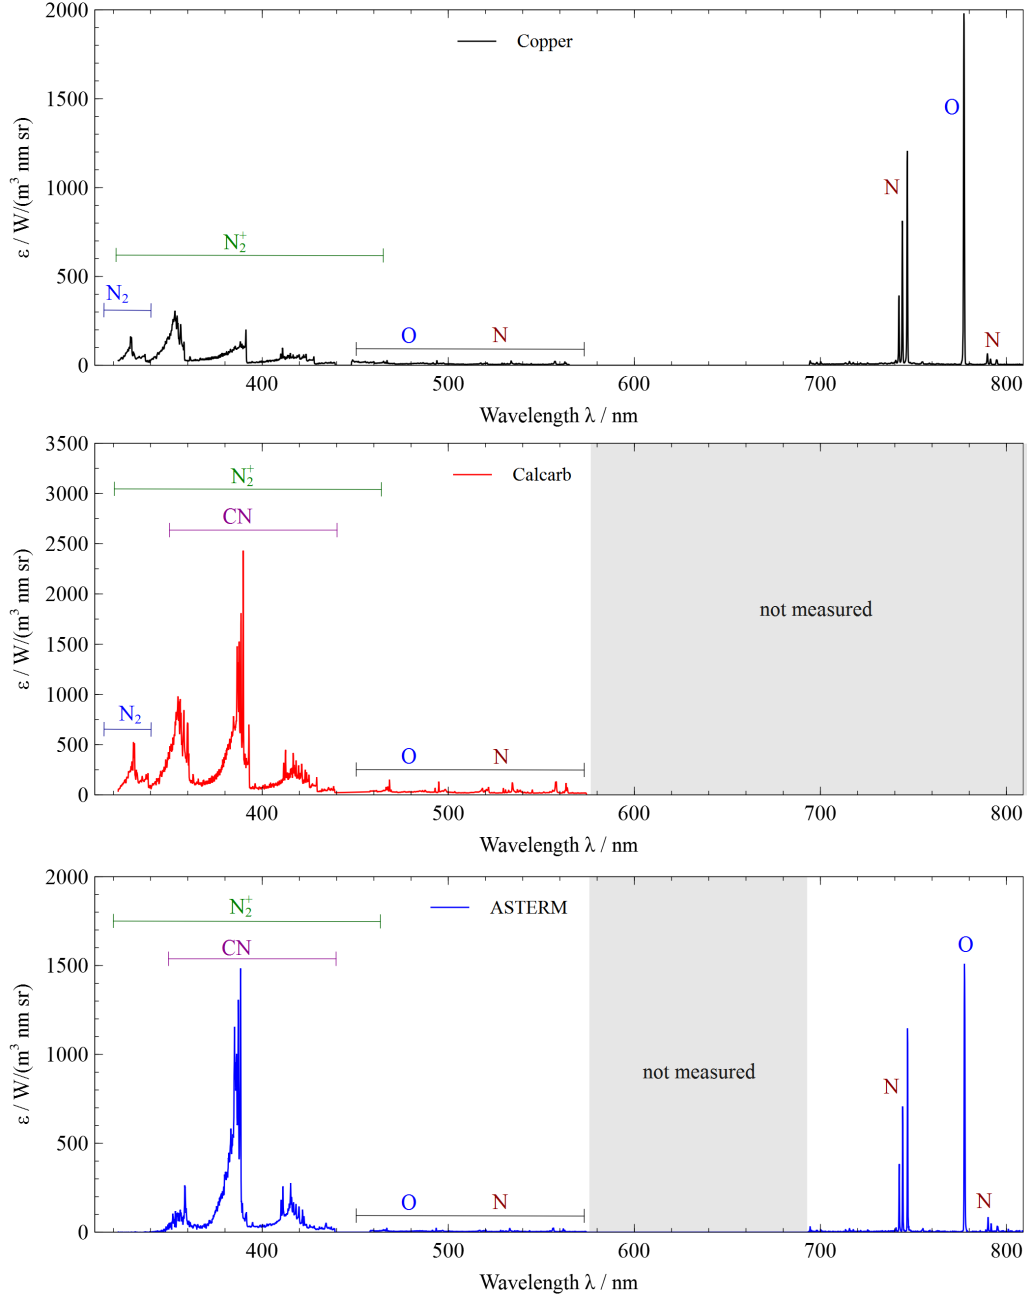 2000
Copper
1500
O
N
1000
ε / W/(m³ nm sr)
N₂⁺
500
N₂
O N
N
0
400 500 600 700 800
Wavelength λ / nm
3500
N₂⁺
Calcarb
3000
CN
2500
2000
not measured
ε / W/(m³ nm sr)
1500
1000
N₂
500
O N
0
400 500 600 700 800
Wavelength λ / nm
2000
N₂⁺
ASTERM
CN
O
1500
ε / W/(m³ nm sr)
not measured
N
1000
500
O N
N
0
400 500 600 700 800
Wavelength λ / nm